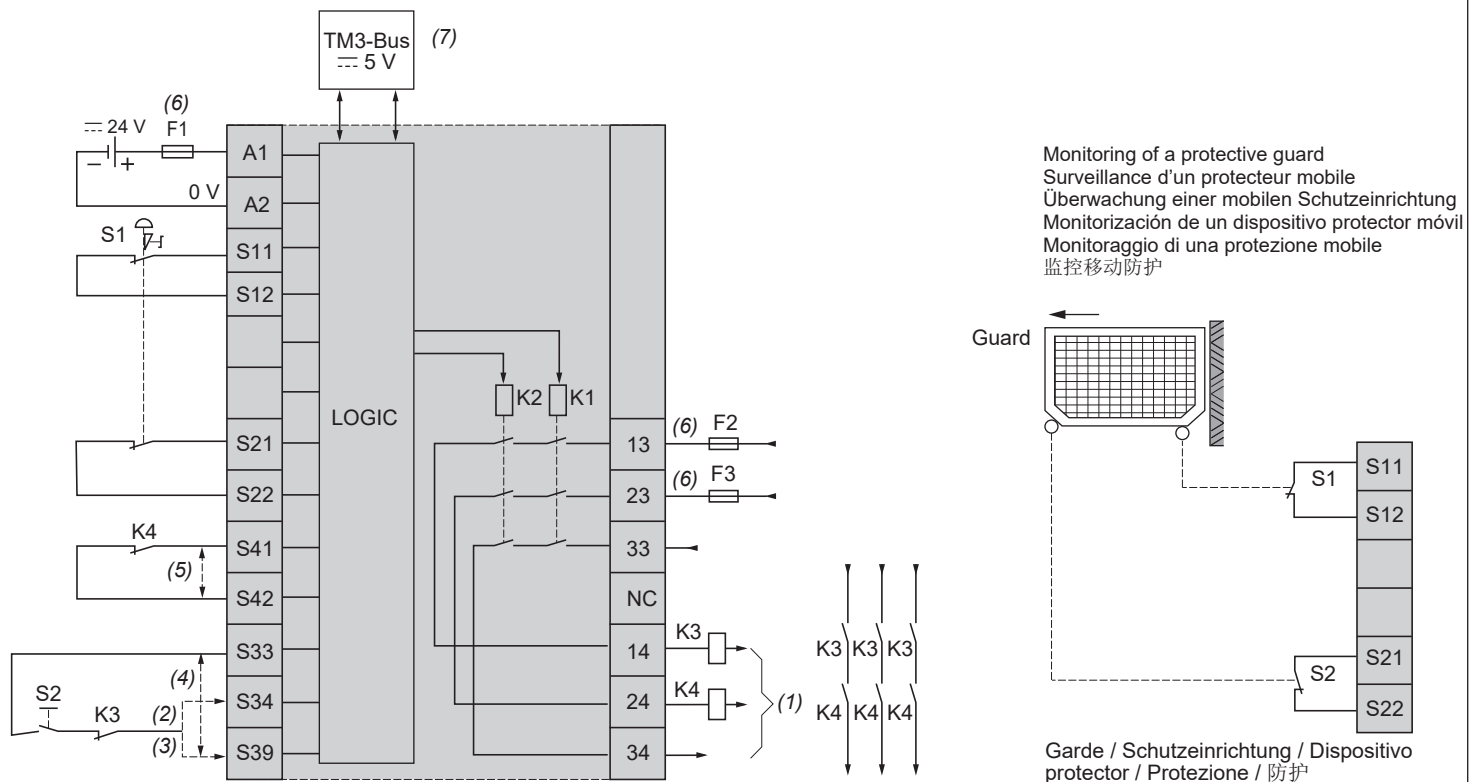 TM3-Bus (7)
⎓ 5 V
(6)
⎓ 24 V F1
− +
A1
0 V
A2
S1
S11
S12
S21
S22
K4
S41
(5)
S42
S33
(4)
S2
K3
(2)
S34
(3)
S39
LOGIC
K2 K1
(6) F2
13
(6) F3
23
33
NC
K3
14
K4
24
(1)
34
K3 K3 K3
K4 K4 K4
Monitoring of a protective guard
Surveillance d'un protecteur mobile
Überwachung einer mobilen Schutzeinrichtung
Monitorización de un dispositivo protector móvil
Monitoraggio di una protezione mobile
监控移动防护
Guard
S1
S11
S12
S2
S21
S22
Garde / Schutzeinrichtung / Dispositivo
protector / Protezione / 防护